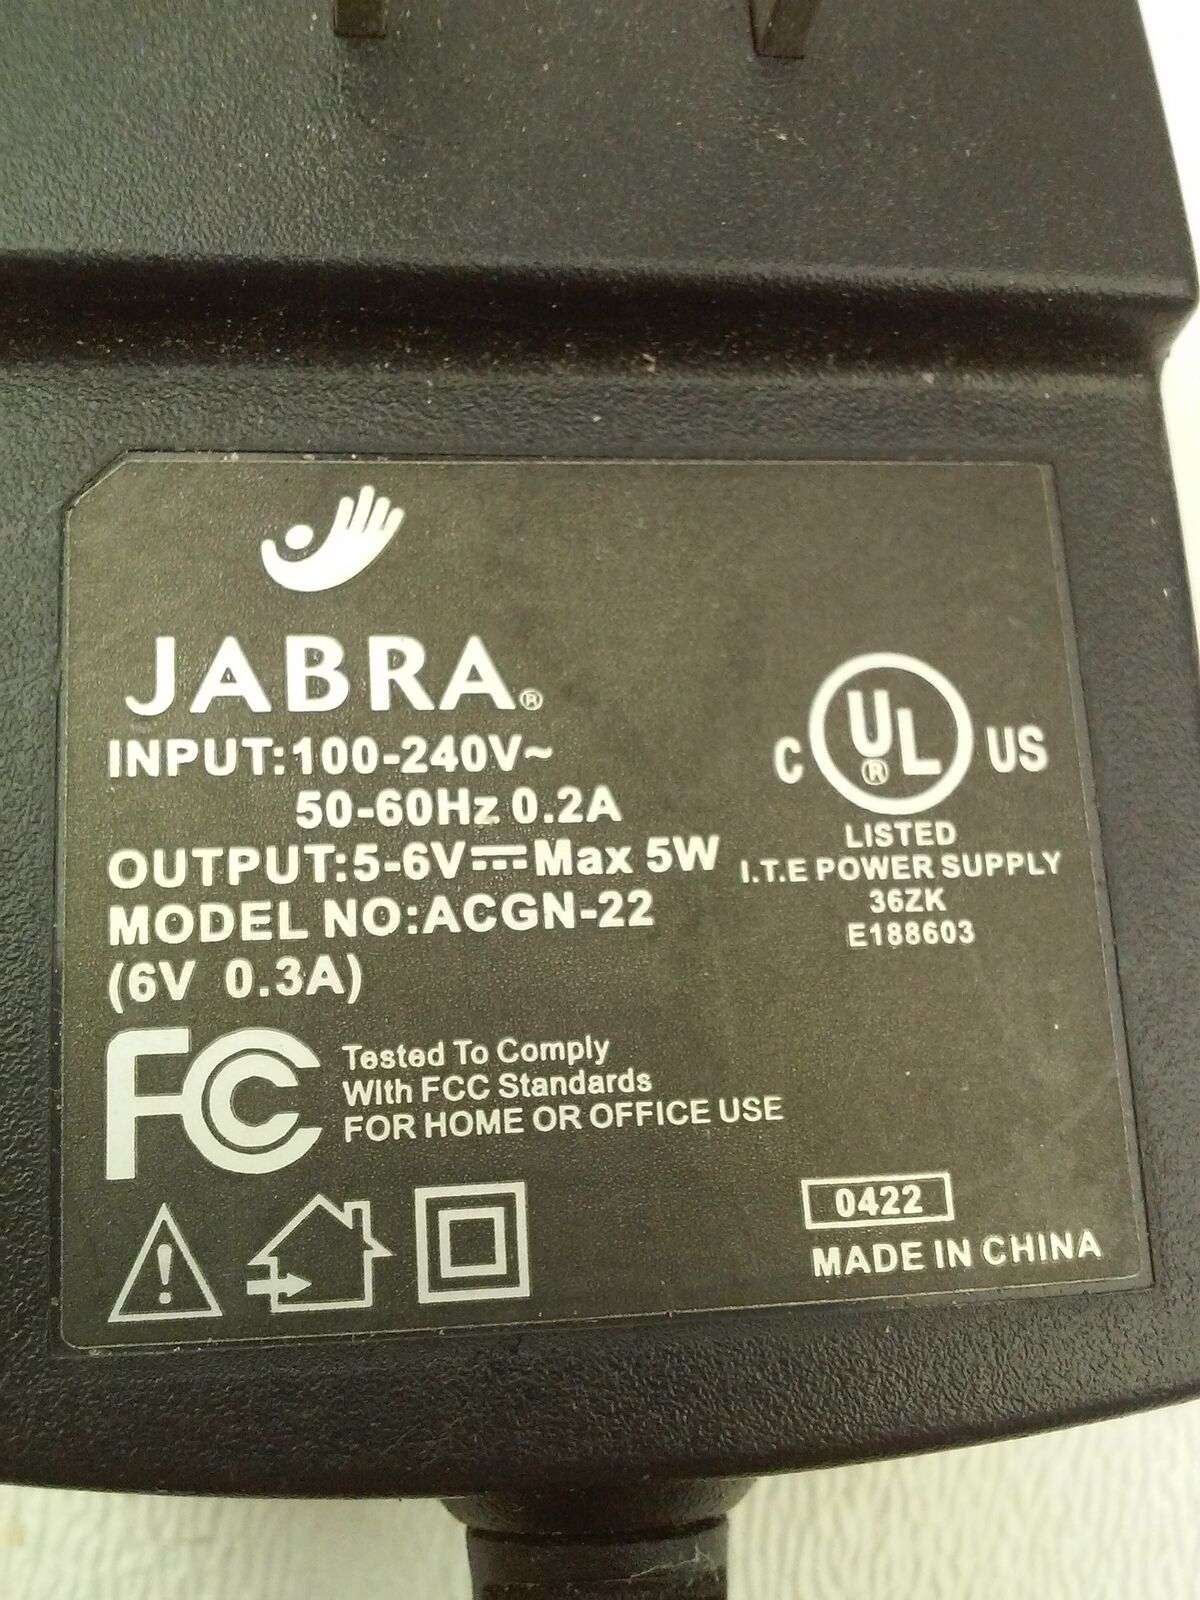 JABRA®
INPUT:100-240V~
50-60Hz 0.2A
OUTPUT:5-6V⎓Max 5W
MODEL NO:ACGN-22
(6V 0.3A)
C UL® US
LISTED
I.T.E POWER SUPPLY
36ZK
E188603
FC Tested To Comply
With FCC Standards
FOR HOME OR OFFICE USE
0422
MADE IN CHINA